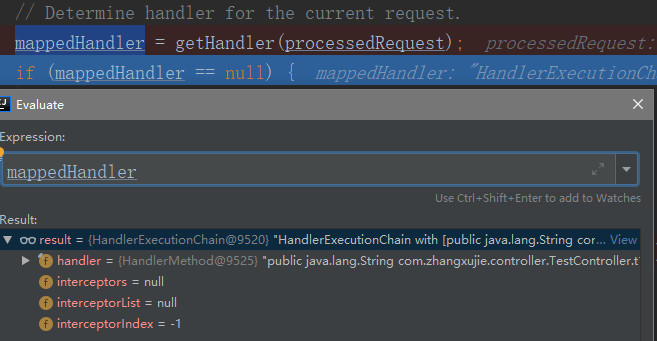 // Determine handler for the current request.
mappedHandler = getHandler(processedRequest); processedRequest:
if (mappedHandler == null) { mappedHandler: "HandlerExecutionCh
Evaluate
Expression:
mappedHandler
Use Ctrl+Shift+Enter to add to Watches
Result:
result = {HandlerExecutionChain@9520} "HandlerExecutionChain with [public java.lang.String cor... View
handler = {HandlerMethod@9525} "public java.lang.String com.zhangxujie.controller.TestController.t
interceptors = null
interceptorList = null
interceptorIndex = -1